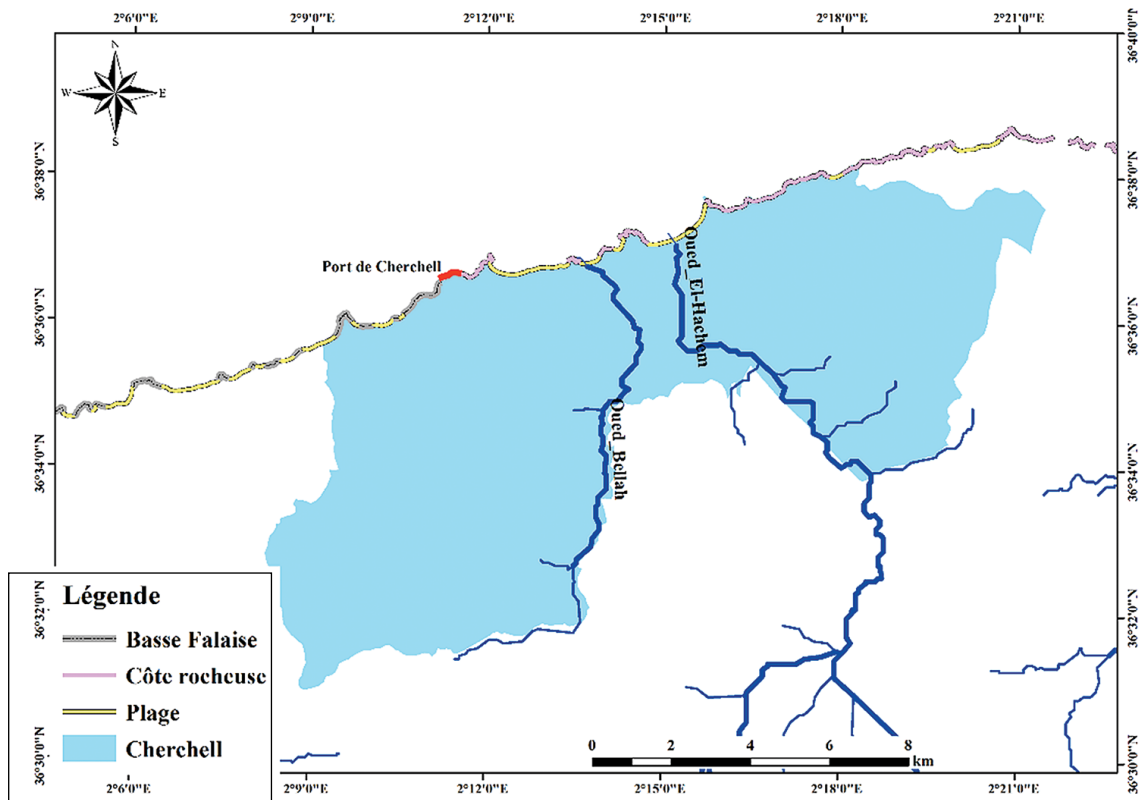 2°6'0"E 2°9'0"E 2°12'0"E 2°15'0"E 2°18'0"E 2°21'0"E
36°40'0"N
N
W E
S
36°38'0"N
36°38'0"N
Port de Cherchell
Oued_El-Hachem
36°36'0"N
36°36'0"N
Oued_Bellah
36°34'0"N
36°34'0"N
Légende
Basse Falaise
Côte rocheuse
Plage
Cherchell
36°32'0"N
36°32'0"N
36°30'0"N
36°30'0"N
0 2 4 6 8
km
2°6'0"E 2°9'0"E 2°12'0"E 2°15'0"E 2°18'0"E 2°21'0"E